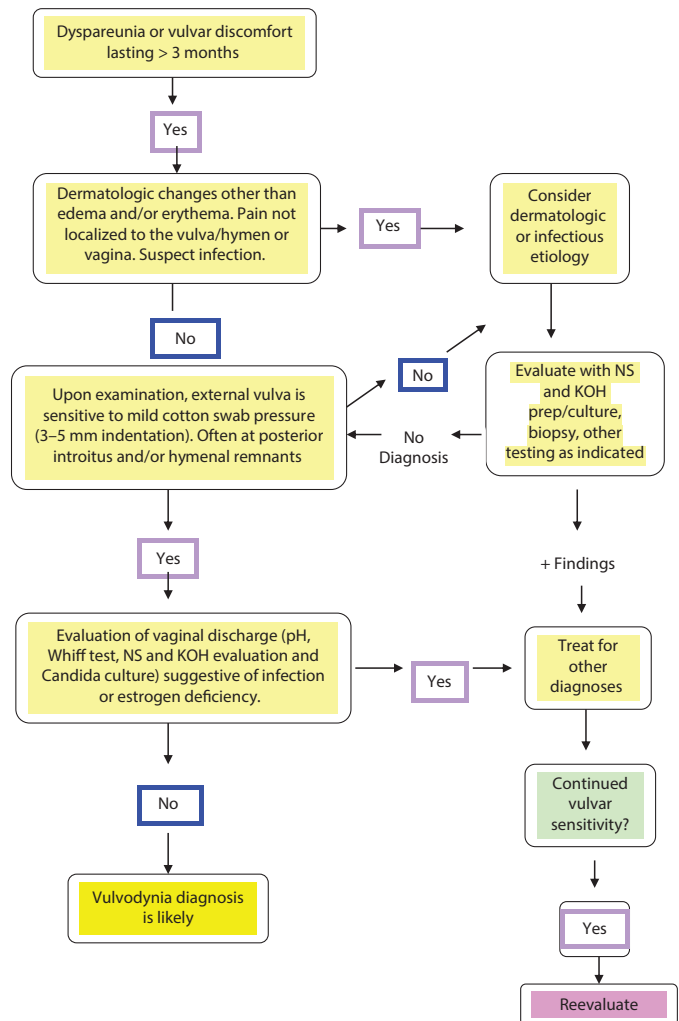 Dyspareunia or vulvar discomfort
lasting > 3 months
Yes
Dermatologic changes other than
edema and/or erythema. Pain not
localized to the vulva/hymen or
vagina. Suspect infection.
Yes
Consider
dermatologic
or infectious
etiology
No
Upon examination, external vulva is
sensitive to mild cotton swab pressure
(3–5 mm indentation). Often at posterior
introitus and/or hymenal remnants
No
No
Diagnosis
Evaluate with NS
and KOH
prep/culture,
biopsy, other
testing as indicated
Yes
+ Findings
Evaluation of vaginal discharge (pH,
Whiff test, NS and KOH evaluation and
Candida culture) suggestive of infection
or estrogen deficiency.
Yes
Treat for
other
diagnoses
No
Continued
vulvar
sensitivity?
Vulvodynia diagnosis
is likely
Yes
Reevaluate